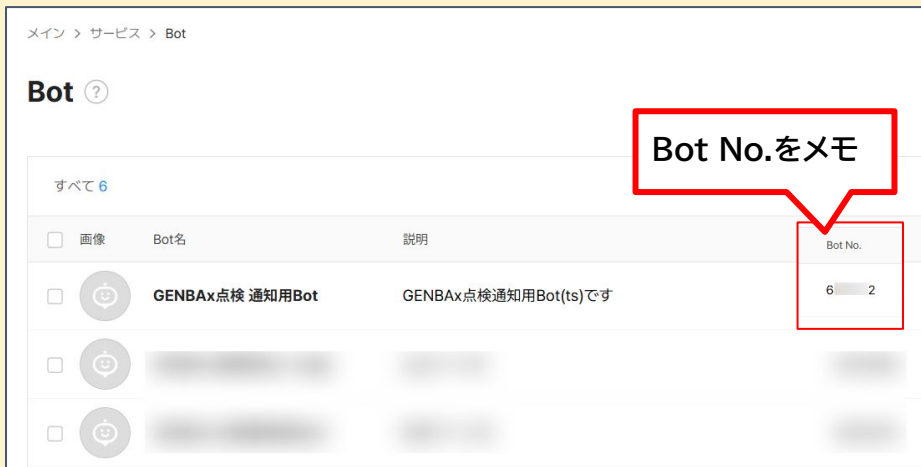 メイン > サービス > Bot
Bot ?
Bot No.をメモ
すべて 6
画像 Bot名 説明 Bot No.
GENBAx点検 通知用Bot GENBAx点検通知用Bot(ts)です 6 2